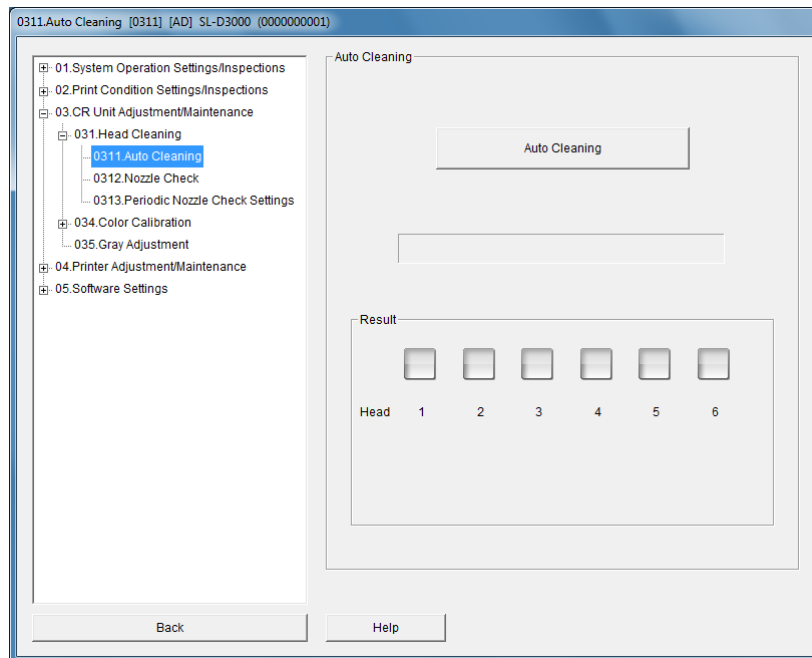 0311.Auto Cleaning [0311] [AD] SL-D3000 (0000000001)
01.System Operation Settings/Inspections
02.Print Condition Settings/Inspections
03.CR Unit Adjustment/Maintenance
031.Head Cleaning
0311.Auto Cleaning
0312.Nozzle Check
0313.Periodic Nozzle Check Settings
034.Color Calibration
035.Gray Adjustment
04.Printer Adjustment/Maintenance
05.Software Settings
Back
Auto Cleaning
Auto Cleaning
Result
Head 1 2 3 4 5 6
Help